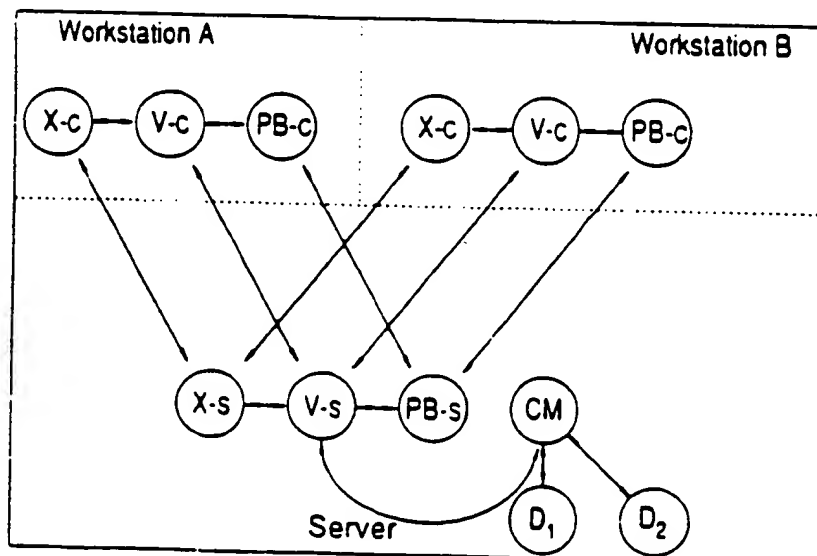 Workstation A
Workstation B
X-c V-c PB-c X-c V-c PB-c
X-s V-s PB-s CM
Server
D1 D2